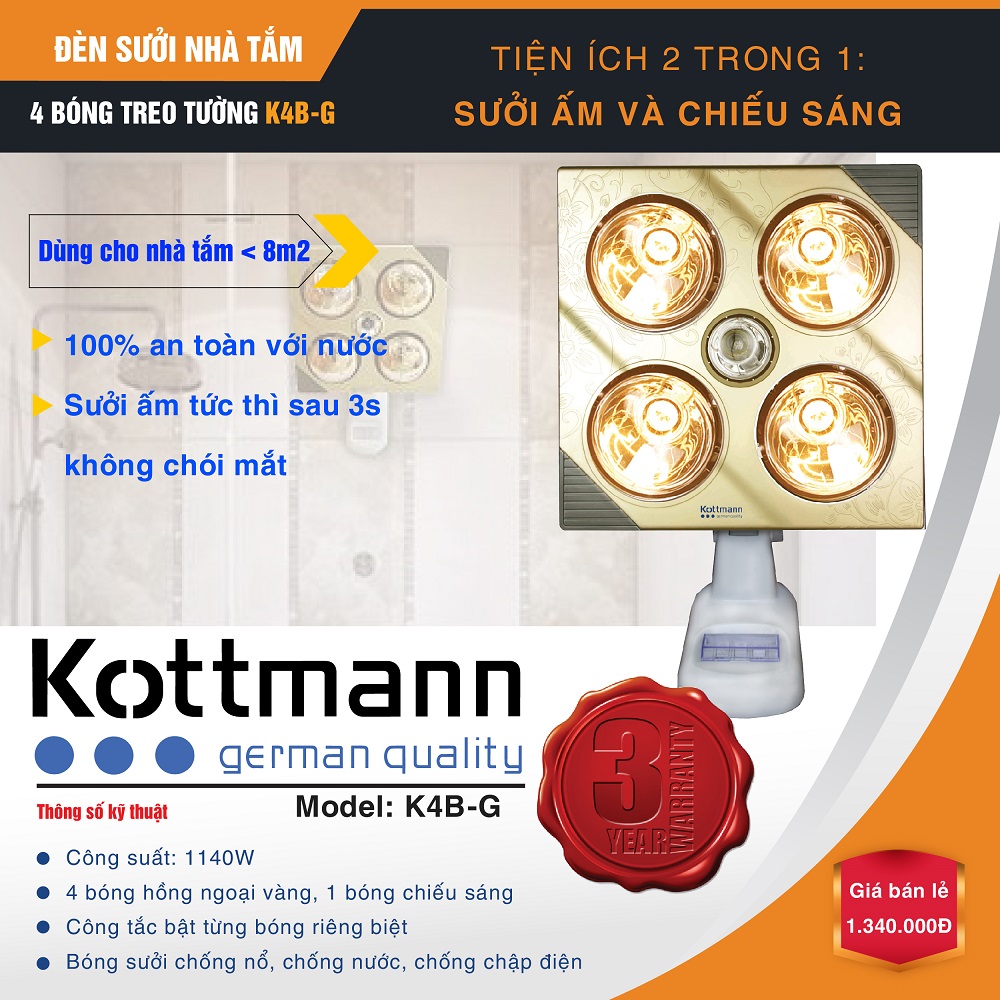 ĐÈN SƯỞI NHÀ TẮM
4 BÓNG TREO TƯỜNG K4B-G
TIỆN ÍCH 2 TRONG 1:
SƯỞI ẤM VÀ CHIẾU SÁNG
Dùng cho nhà tắm < 8m2
100% an toàn với nước
Sưởi ấm tức thì sau 3s
không chói mắt
Kottmann
german quality
Kottmann
german quality
Model: K4B-G
3
YEAR
WARRANTY
Thông số kỹ thuật
Công suất: 1140W
4 bóng hồng ngoại vàng, 1 bóng chiếu sáng
Công tắc bật từng bóng riêng biệt
Bóng sưởi chống nổ, chống nước, chống chập điện
Giá bán lẻ
1.340.000Đ